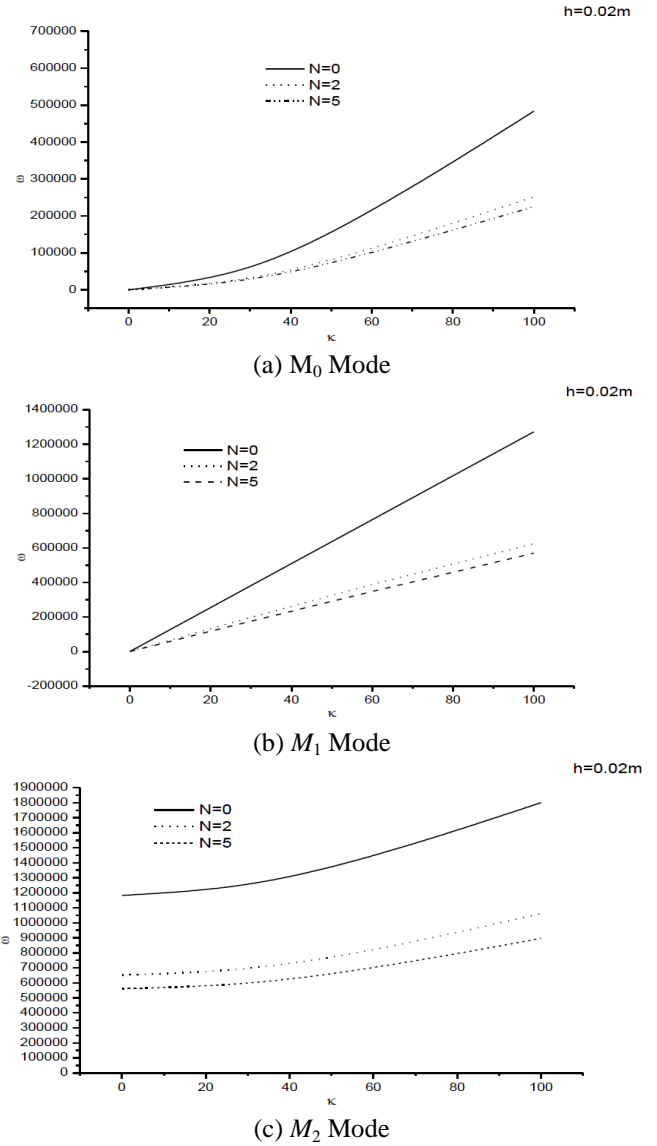 h=0.02m
700000
600000
500000
400000
300000
200000
100000
0
ω
N=0
N=2
N=5
0 20 40 60 80 100
κ
(a) M₀ Mode
h=0.02m
1400000
1200000
1000000
800000
600000
400000
200000
0
-200000
ω
N=0
N=2
N=5
0 20 40 60 80 100
κ
(b) M₁ Mode
h=0.02m
1900000
1800000
1700000
1600000
1500000
1400000
1300000
1200000
1100000
1000000
900000
800000
700000
600000
500000
400000
300000
200000
100000
0
ω
N=0
N=2
N=5
0 20 40 60 80 100
κ
(c) M₂ Mode